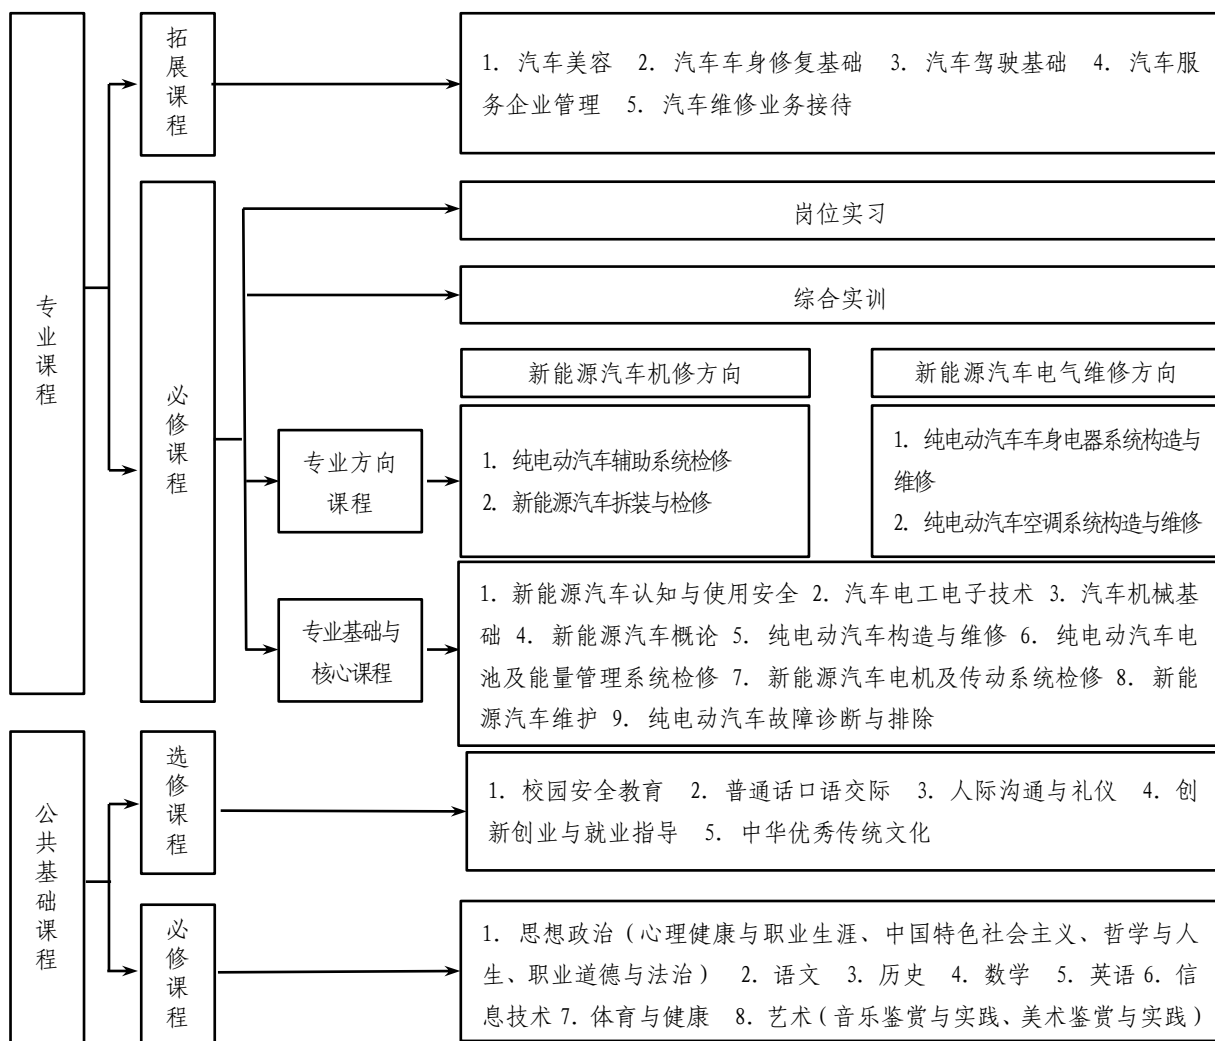 专业课程
拓展课程
1. 汽车美容 2. 汽车车身修复基础 3. 汽车驾驶基础 4. 汽车服
务企业管理 5. 汽车维修业务接待
必修课程
岗位实习
综合实训
新能源汽车机修方向
新能源汽车电气维修方向
专业方向
课程
1. 纯电动汽车辅助系统检修
2. 新能源汽车拆装与检修
1. 纯电动汽车车身电器系统构造与
维修
2. 纯电动汽车空调系统构造与维修
专业基础与
核心课程
1. 新能源汽车认知与使用安全 2. 汽车电工电子技术 3. 汽车机械基
础 4. 新能源汽车概论 5. 纯电动汽车构造与维修 6. 纯电动汽车电
池及能量管理系统检修 7. 新能源汽车电机及传动系统检修 8. 新能
源汽车维护 9. 纯电动汽车故障诊断与排除
公共基础课程
选修课程
1. 校园安全教育 2. 普通话口语交际 3. 人际沟通与礼仪 4. 创
新创业与就业指导 5. 中华优秀传统文化
必修课程
1. 思想政治（心理健康与职业生涯、中国特色社会主义、哲学与人
生、职业道德与法治） 2. 语文 3. 历史 4. 数学 5. 英语 6. 信
息技术 7. 体育与健康 8. 艺术（音乐鉴赏与实践、美术鉴赏与实践）